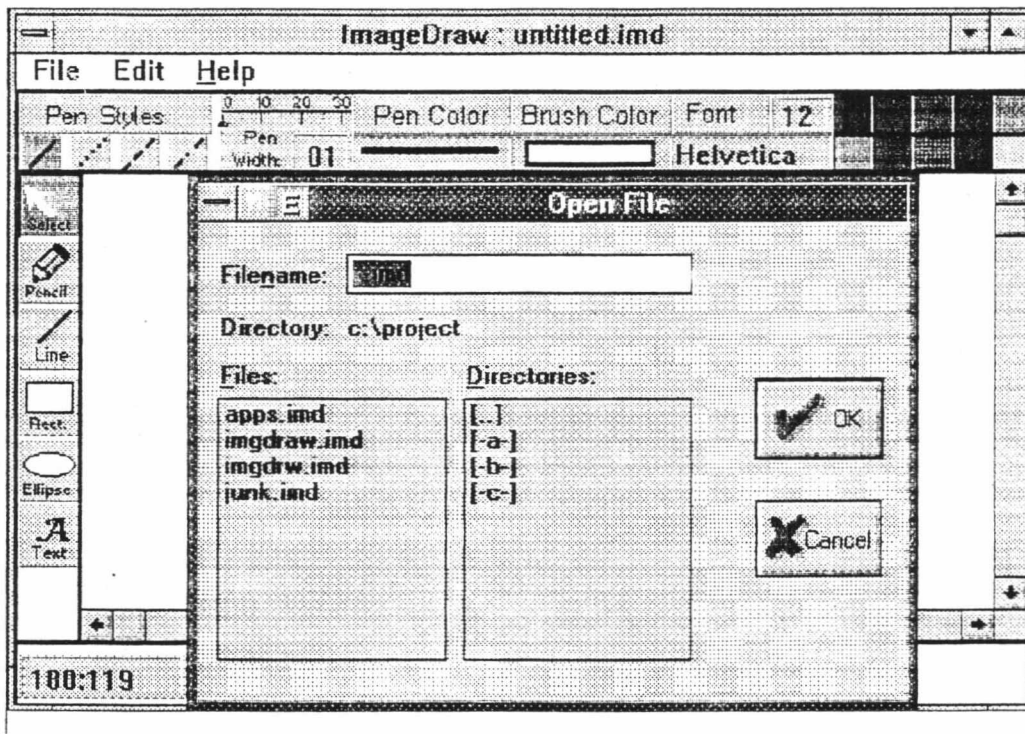 ImageDraw : untitled.imd
File Edit Help
Pen Styles 0 10 20 30 Pen Color Brush Color Font 12
Pen Width: 01 Helvetica
Open File
Select
Filename: .imd
Pencil
Directory: c:\project
Line
Files: Directories:
apps.imd [..]
OK
Rect.
imgdraw.imd [-a-]
imgdrw.imd [-b-]
junk.imd [-c-]
Ellipse
Text
Cancel
180:119